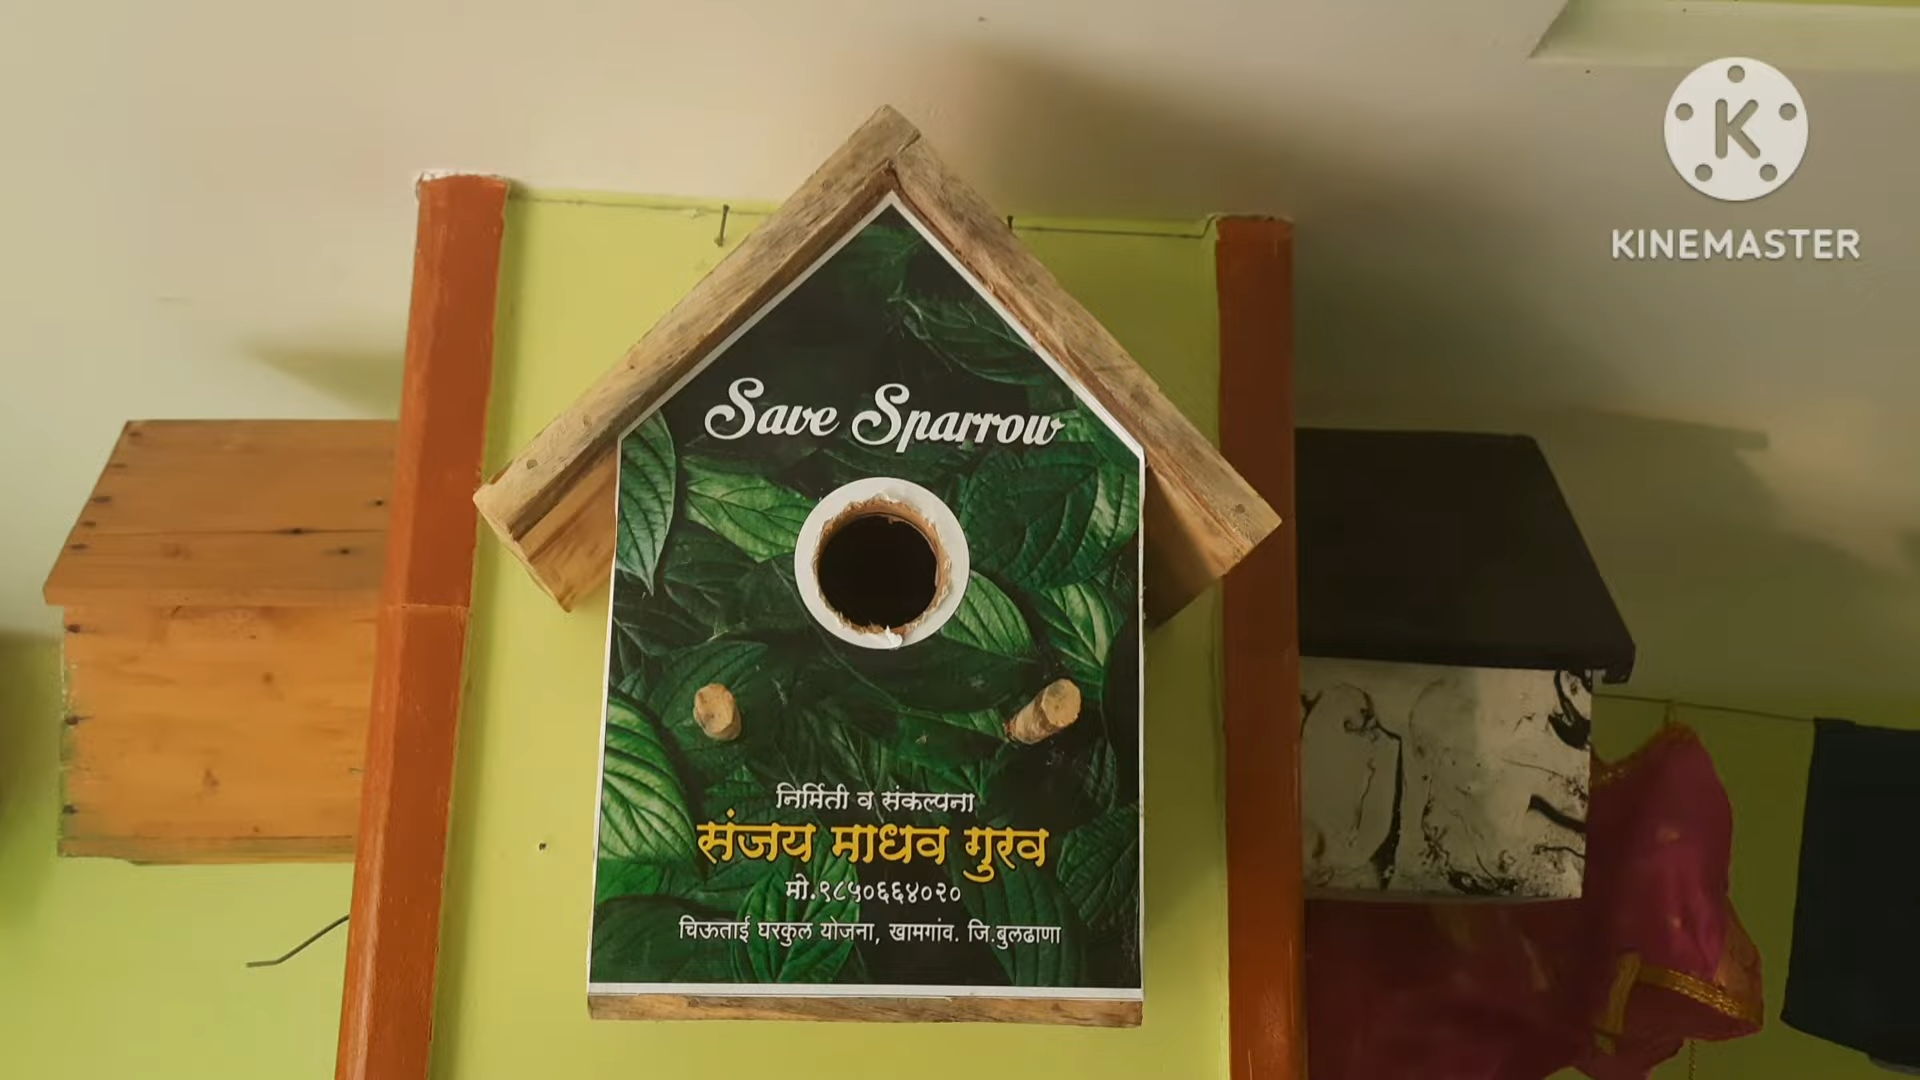 K
KINEMASTER
Save Sparrow
निर्मिती व संकल्पना
संजय माधव गुरव
मो.९८५०६६४०२०
चिऊताई घरकुल योजना, खामगांव. जि.बुलढाणा